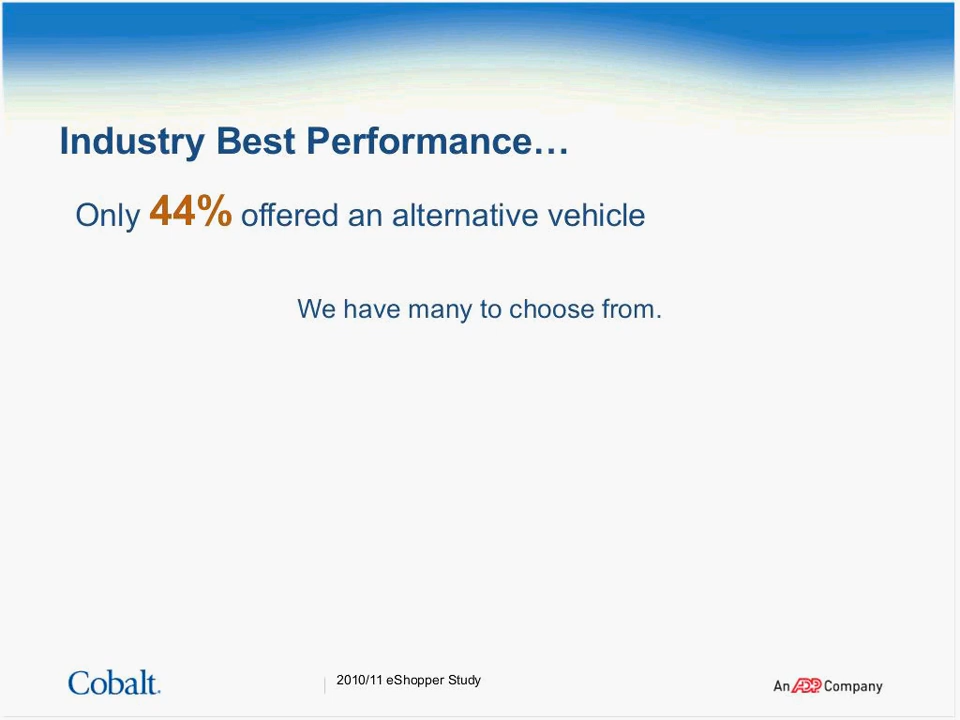 Industry Best Performance…
Only 44% offered an alternative vehicle
We have many to choose from.
Cobalt.
2010/11 eShopper Study
An ADP Company